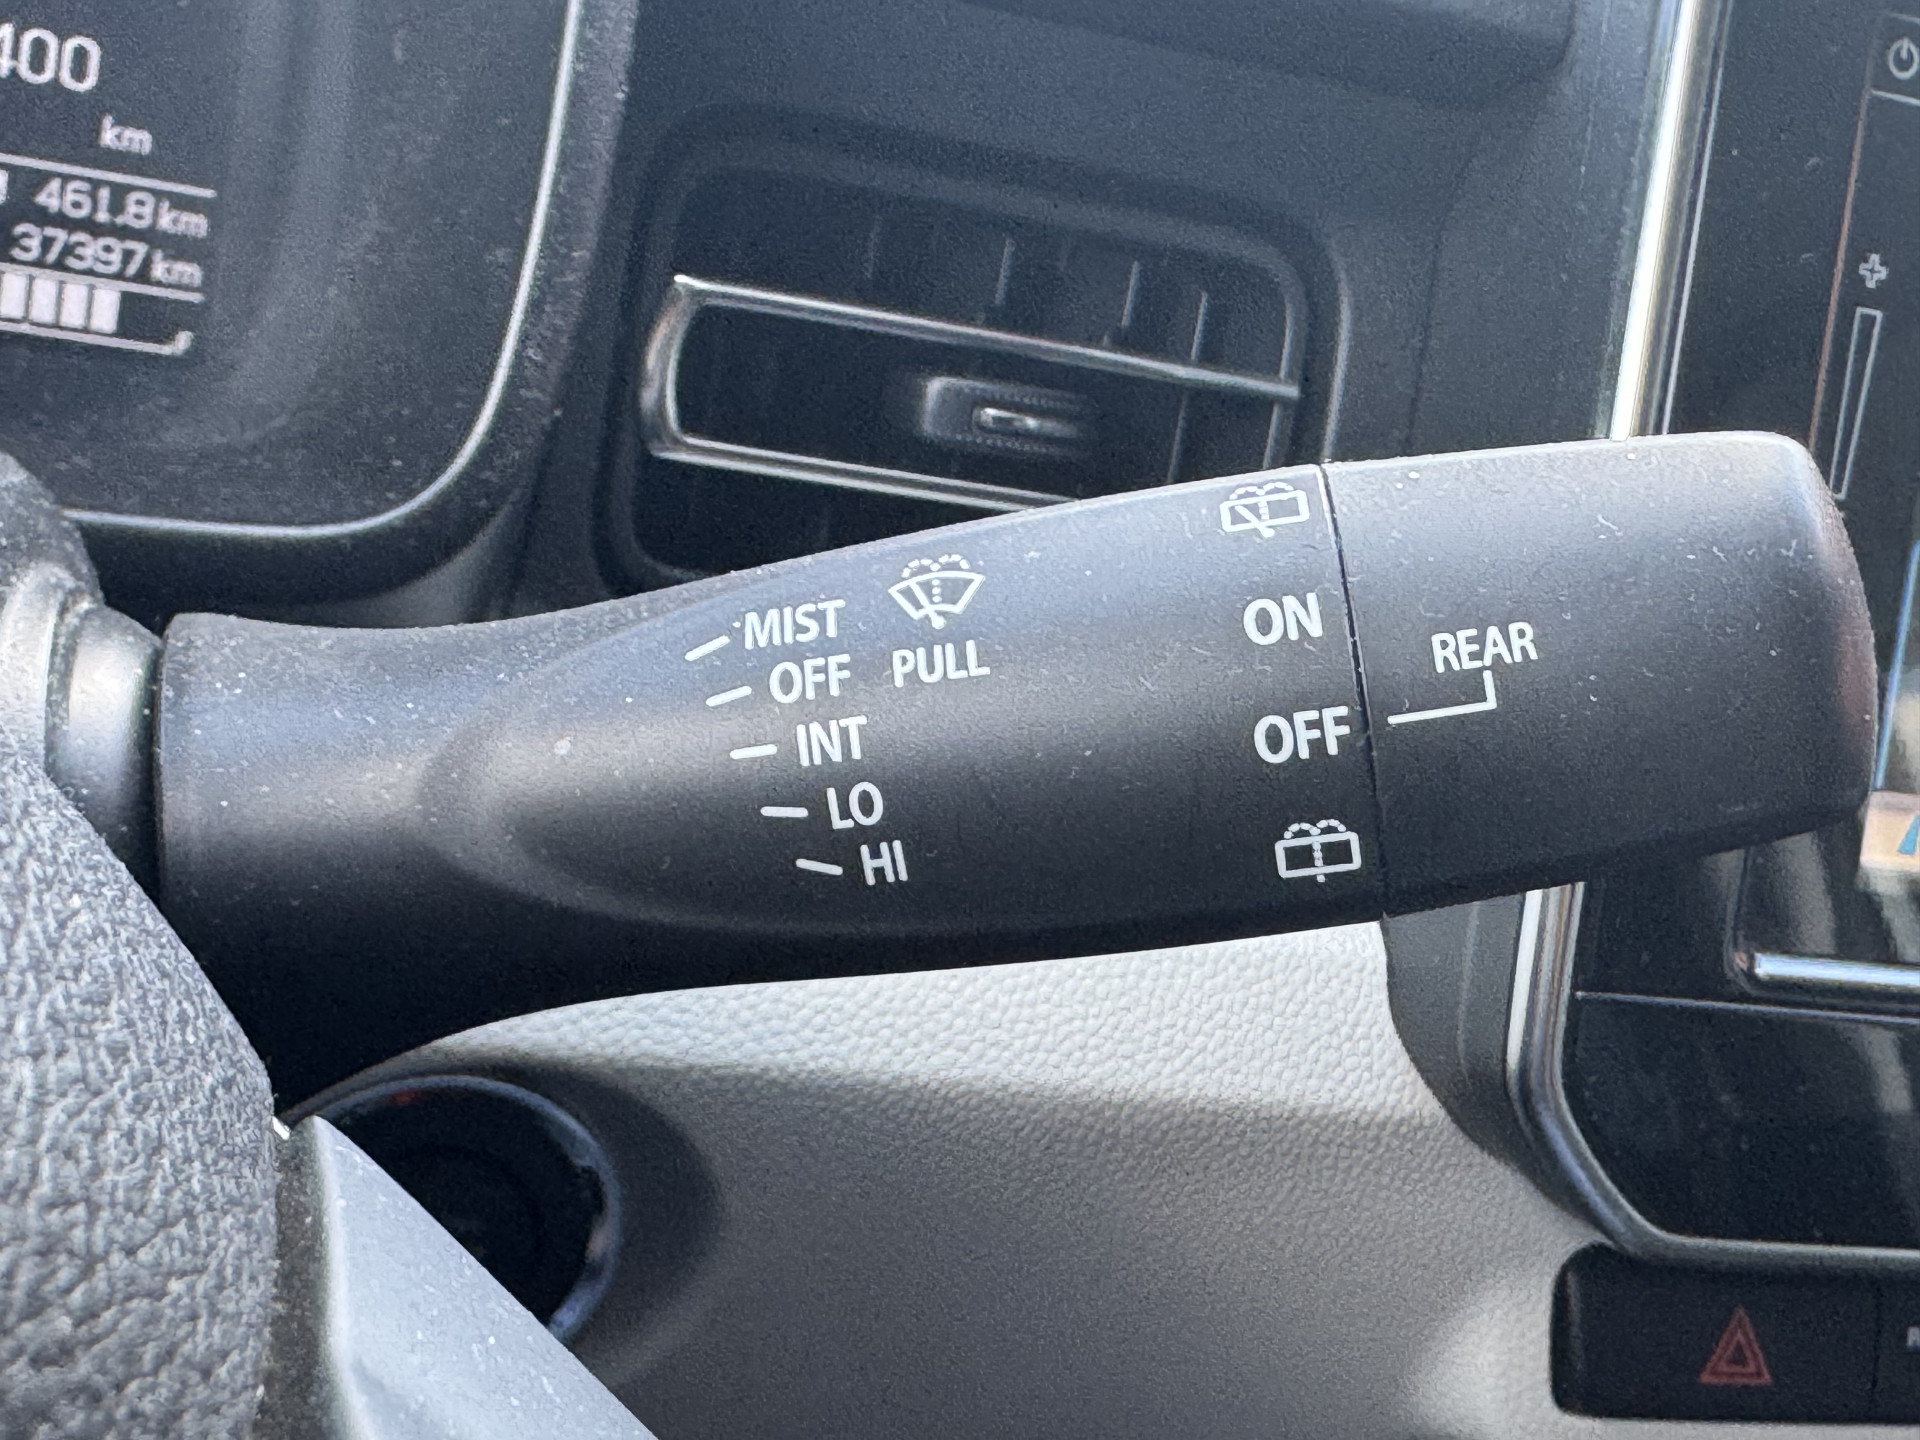 400
km
461.8 km
37397 km
MIST
OFF PULL
INT
LO
HI
ON
OFF
REAR